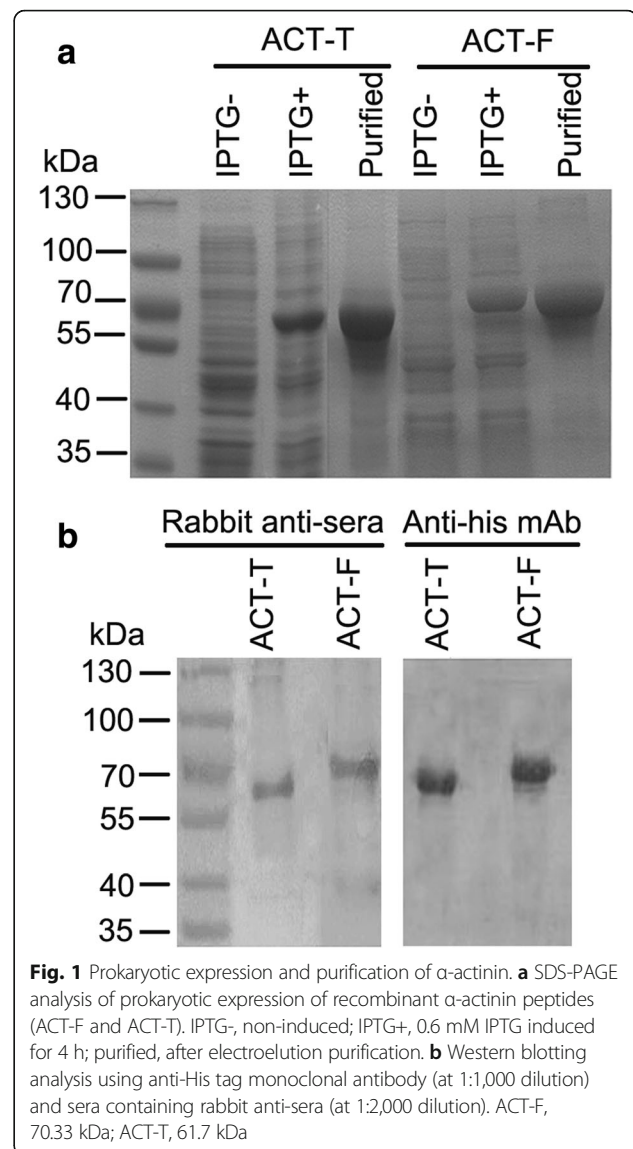 a
ACT-T
ACT-F
IPTG-
IPTG+
Purified
IPTG-
IPTG+
Purified
kDa
130
100
70
55
40
35
b
Rabbit anti-sera
Anti-his mAb
ACT-T
ACT-F
ACT-T
ACT-F
kDa
130
100
70
55
40
35
Fig. 1 Prokaryotic expression and purification of α-actinin. a SDS-PAGE
analysis of prokaryotic expression of recombinant α-actinin peptides
(ACT-F and ACT-T). IPTG-, non-induced; IPTG+, 0.6 mM IPTG induced
for 4 h; purified, after electroelution purification. b Western blotting
analysis using anti-His tag monoclonal antibody (at 1:1,000 dilution)
and sera containing rabbit anti-sera (at 1:2,000 dilution). ACT-F,
70.33 kDa; ACT-T, 61.7 kDa